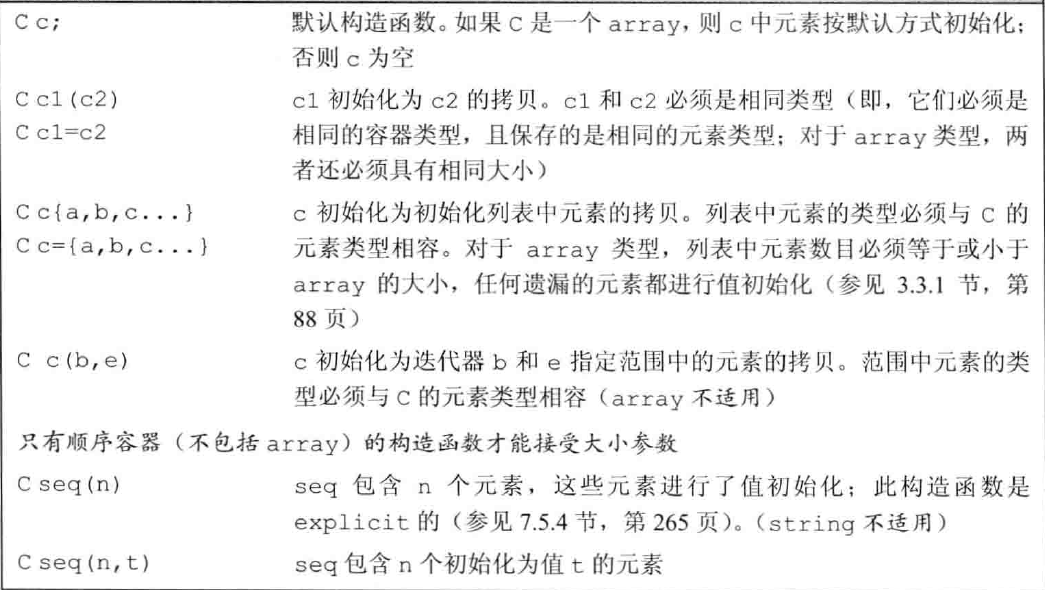 C c; 默认构造函数。如果 C 是一个 array,则 c 中元素按默认方式初始化;
否则 c 为空
C c1(c2) c1 初始化为 c2 的拷贝。c1 和 c2 必须是相同类型（即，它们必须是
C c1=c2 相同的容器类型，且保存的是相同的元素类型；对于 array 类型，两
者还必须具有相同大小）
C c{a,b,c...} c 初始化为初始化列表中元素的拷贝。列表中元素的类型必须与 C 的
C c={a,b,c...} 元素类型相容。对于 array 类型，列表中元素数目必须等于或小于
array 的大小，任何遗漏的元素都进行值初始化（参见 3.3.1 节，第
88 页）
C c(b,e) c 初始化为迭代器 b 和 e 指定范围中的元素的拷贝。范围中元素的类
型必须与 C 的元素类型相容（array 不适用）
只有顺序容器（不包括 array）的构造函数才能接受大小参数
C seq(n) seq 包含 n 个元素，这些元素进行了值初始化；此构造函数是
explicit 的（参见 7.5.4 节，第 265 页）。（string 不适用）
C seq(n,t) seq 包含 n 个初始化为值 t 的元素